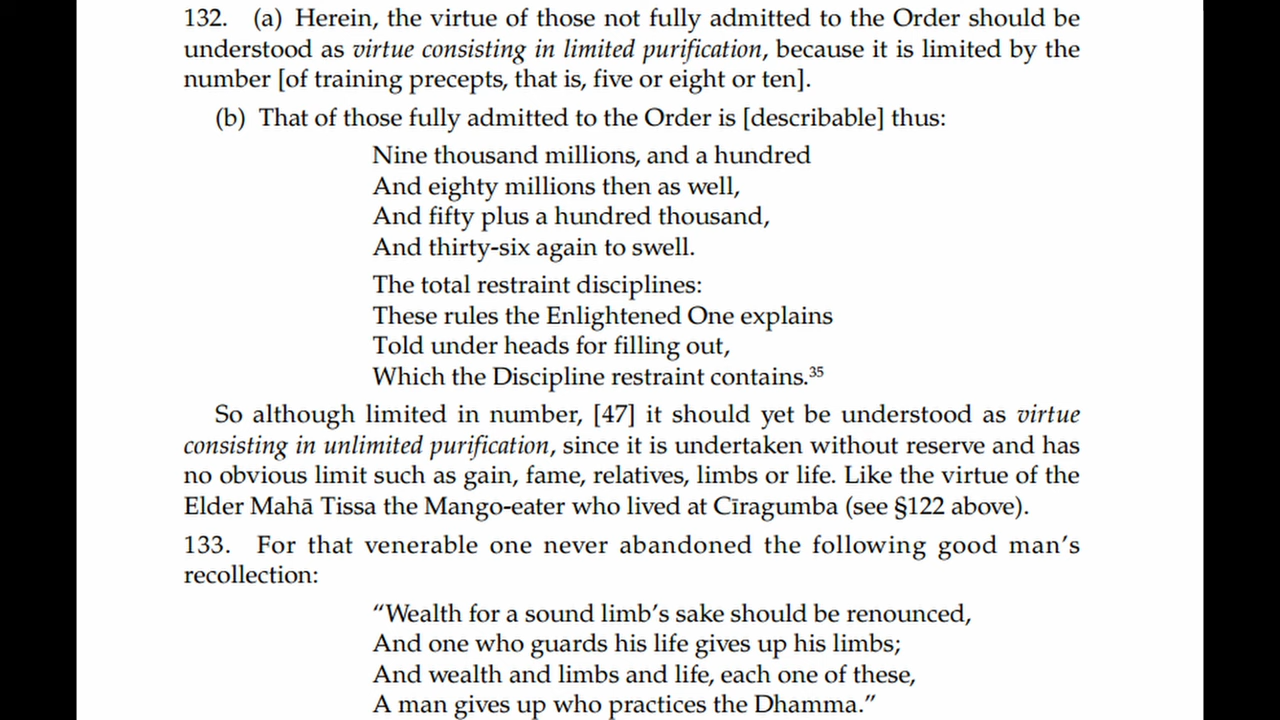 132. (a) Herein, the virtue of those not fully admitted to the Order should be
understood as virtue consisting in limited purification, because it is limited by the
number [of training precepts, that is, five or eight or ten].
(b) That of those fully admitted to the Order is [describable] thus:
Nine thousand millions, and a hundred
And eighty millions then as well,
And fifty plus a hundred thousand,
And thirty-six again to swell.
The total restraint disciplines:
These rules the Enlightened One explains
Told under heads for filling out,
Which the Discipline restraint contains.³⁵
So although limited in number, [47] it should yet be understood as virtue
consisting in unlimited purification, since it is undertaken without reserve and has
no obvious limit such as gain, fame, relatives, limbs or life. Like the virtue of the
Elder Mahā Tissa the Mango-eater who lived at Cīragumba (see §122 above).
133. For that venerable one never abandoned the following good man’s
recollection:
“Wealth for a sound limb’s sake should be renounced,
And one who guards his life gives up his limbs;
And wealth and limbs and life, each one of these,
A man gives up who practices the Dhamma.”